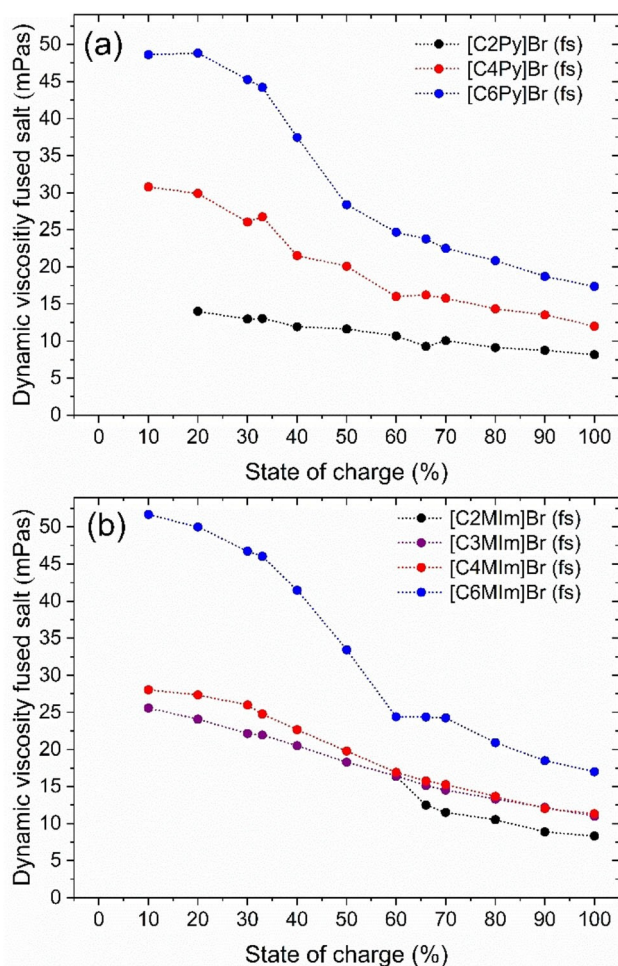 (a)
[C2Py]Br (fs)
[C4Py]Br (fs)
[C6Py]Br (fs)
Dynamic viscositiy fused salt (mPas)
50
45
40
35
30
25
20
15
10
5
0
0 10 20 30 40 50 60 70 80 90 100
State of charge (%)
(b)
[C2MIm]Br (fs)
[C3MIm]Br (fs)
[C4MIm]Br (fs)
[C6MIm]Br (fs)
Dynamic viscositiy fused salt (mPas)
50
45
40
35
30
25
20
15
10
5
0
0 10 20 30 40 50 60 70 80 90 100
State of charge (%)